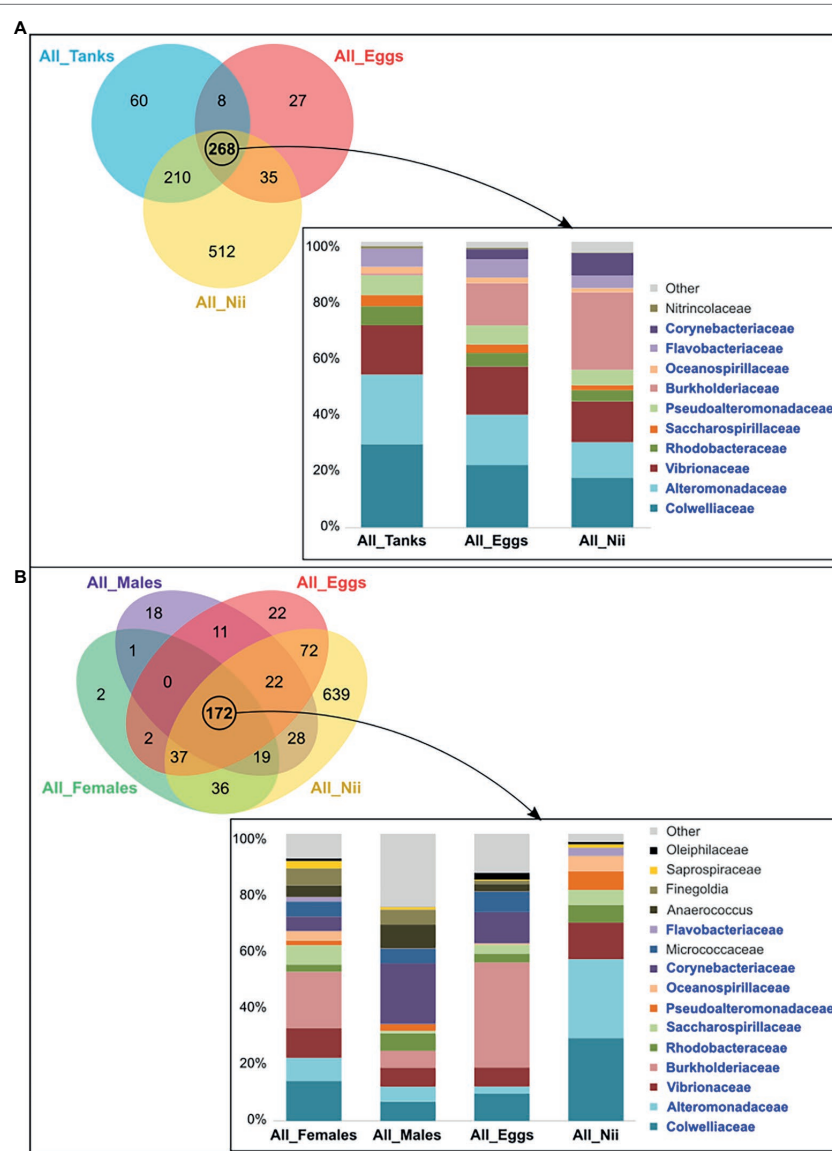 A
All_Tanks
All_Eggs
60
8
27
268
210
35
512
All_Nii
100%
80%
60%
40%
20%
0%
All_Tanks
All_Eggs
All_Nii
Other
Nitrincolaceae
Corynebacteriaceae
Flavobacteriaceae
Oceanospirillaceae
Burkholderiaceae
Pseudoalteromonadaceae
Saccharospirillaceae
Rhodobacteraceae
Vibrionaceae
Alteromonadaceae
Colwelliaceae
B
All_Males
All_Eggs
18
11
22
1
72
2
0
22
639
172
2
28
37
19
36
All_Females
All_Nii
100%
80%
60%
40%
20%
0%
All_Females
All_Males
All_Eggs
All_Nii
Other
Oleiphilaceae
Saprospiraceae
Finegoldia
Anaerococcus
Flavobacteriaceae
Micrococcaceae
Corynebacteriaceae
Oceanospirillaceae
Pseudoalteromonadaceae
Saccharospirillaceae
Rhodobacteraceae
Burkholderiaceae
Vibrionaceae
Alteromonadaceae
Colwelliaceae